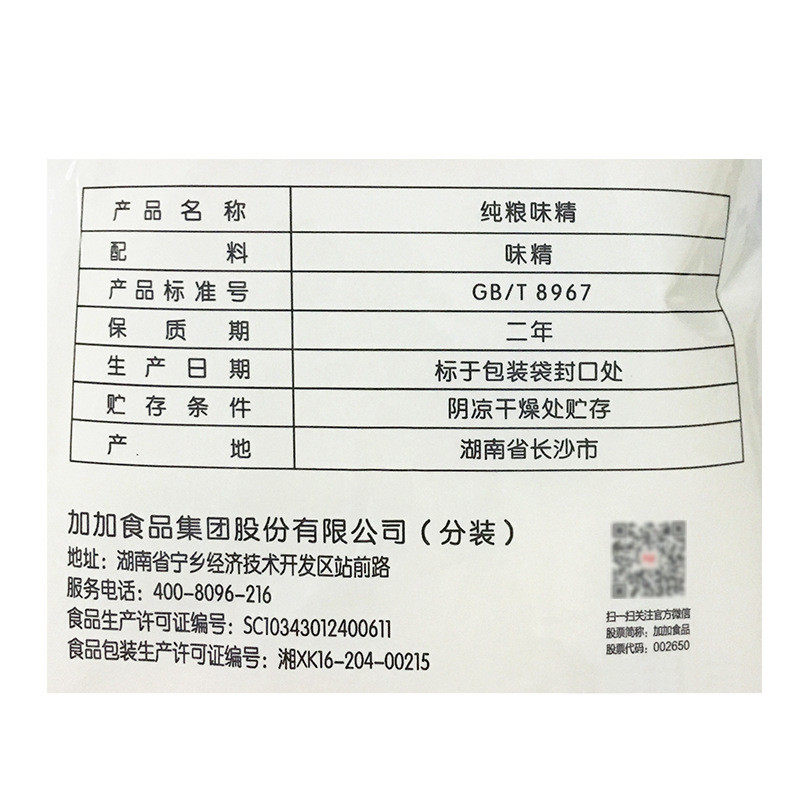 产品名称 纯粮味精
配料 味精
产品标准号 GB/T 8967
保质期 二年
生产日期 标于包装袋封口处
贮存条件 阴凉干燥处贮存
产地 湖南省长沙市
加加食品集团股份有限公司（分装）
地址：湖南省宁乡经济技术开发区站前路
服务电话：400-8096-216
食品生产许可证编号：SC10343012400611
食品包装生产许可证编号：湘XK16-204-00215
扫一扫关注官方微信
股票简称：加加食品
股票代码：002650